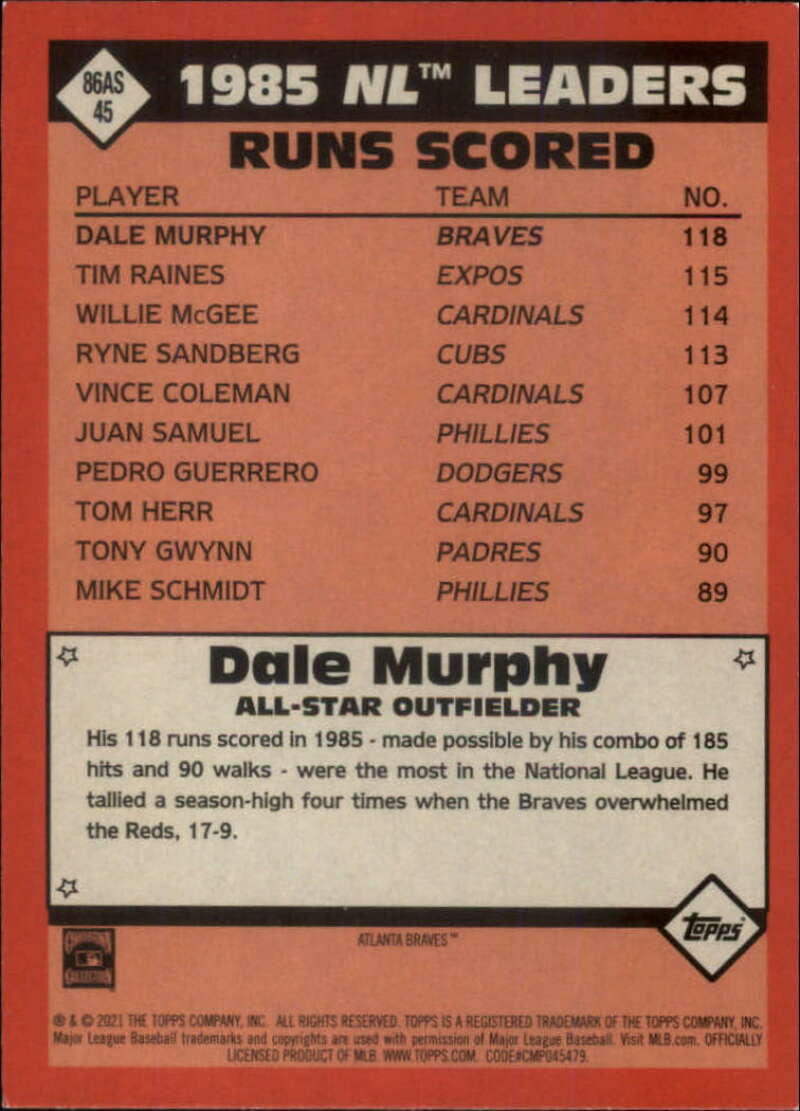 86AS
45
1985 NL™ LEADERS
RUNS SCORED
PLAYER TEAM NO.
DALE MURPHY BRAVES 118
TIM RAINES EXPOS 115
WILLIE McGEE CARDINALS 114
RYNE SANDBERG CUBS 113
VINCE COLEMAN CARDINALS 107
JUAN SAMUEL PHILLIES 101
PEDRO GUERRERO DODGERS 99
TOM HERR CARDINALS 97
TONY GWYNN PADRES 90
MIKE SCHMIDT PHILLIES 89
Dale Murphy
ALL-STAR OUTFIELDER
His 118 runs scored in 1985 - made possible by his combo of 185
hits and 90 walks - were the most in the National League. He
tallied a season-high four times when the Braves overwhelmed
the Reds, 17-9.
topps
COOPERSTOWN
COLLECTION
ATLANTA BRAVES™
® & © 2021 THE TOPPS COMPANY, INC. ALL RIGHTS RESERVED. TOPPS IS A REGISTERED TRADEMARK OF THE TOPPS COMPANY, INC.
Major League Baseball trademarks and copyrights are used with permission of Major League Baseball. Visit MLB.com. OFFICIALLY
LICENSED PRODUCT OF MLB. WWW.TOPPS.COM. CODE#CMP045479.